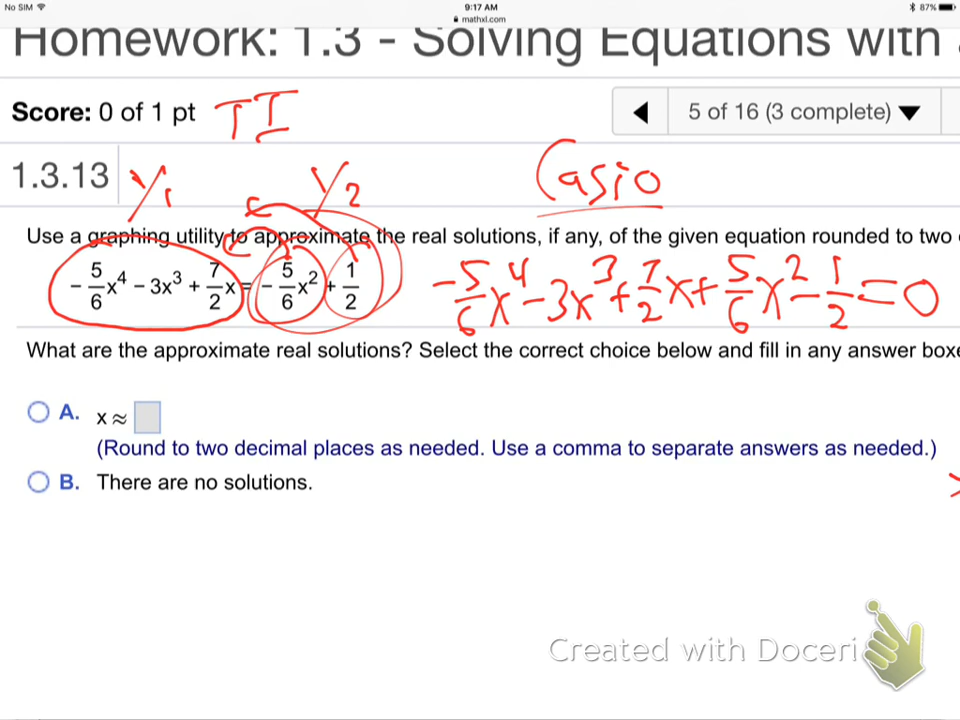 No SIM 9:17 AM 87%
mathxl.com
Homework: 1.3 - Solving Equations with
Score: 0 of 1 pt TI 5 of 16 (3 complete)
1.3.13 Y1 Y2 Casio
Use a graphing utility to approximate the real solutions, if any, of the given equation rounded to two
-5/6x⁴ - 3x³ + 7/2x = -5/6x² + 1/2 -5/6x⁴ - 3x³ + 7/2x + 5/6x² - 1/2 = 0
What are the approximate real solutions? Select the correct choice below and fill in any answer boxe
A. x ≈
(Round to two decimal places as needed. Use a comma to separate answers as needed.)
B. There are no solutions.
Created with Doceri